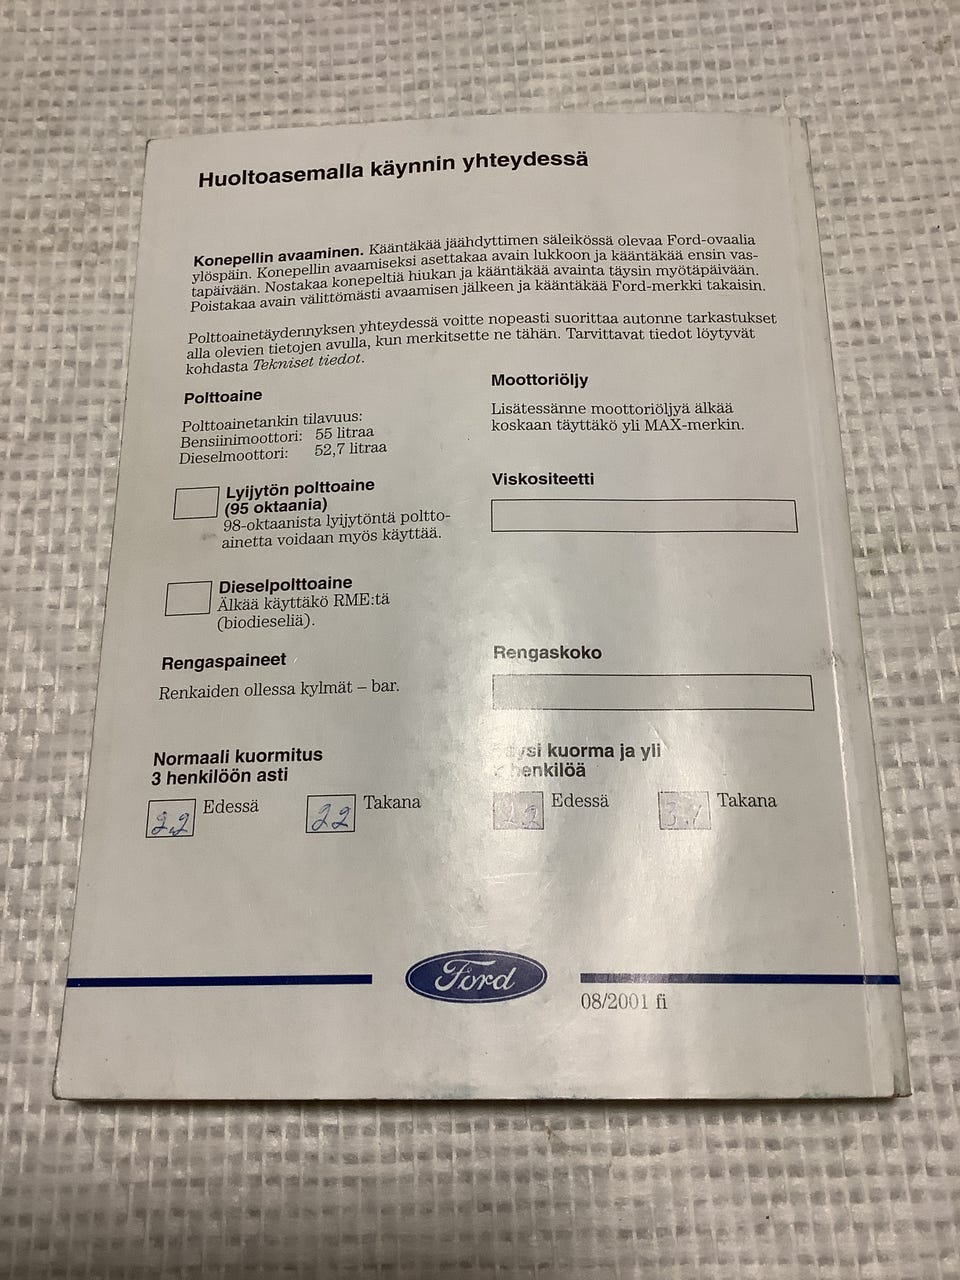 Huoltoasemalla käynnin yhteydessä
Konepellin avaaminen. Kääntäkää jäähdyttimen säleikössä olevaa Ford-ovaalia
ylöspäin. Konepellin avaamiseksi asettakaa avain lukkoon ja kääntäkää ensin vas-
tapäivään. Nostakaa konepeltiä hiukan ja kääntäkää avainta täysin myötäpäivään.
Poistakaa avain välittömästi avaamisen jälkeen ja kääntäkää Ford-merkki takaisin.
Polttoainetäydennyksen yhteydessä voitte nopeasti suorittaa autonne tarkastukset
alla olevien tietojen avulla, kun merkitsette ne tähän. Tarvittavat tiedot löytyvät
kohdasta Tekniset tiedot.
Polttoaine
Polttoainetankin tilavuus:
Bensiinimoottori: 55 litraa
Dieselmoottori: 52,7 litraa
Lyijytön polttoaine
(95 oktaania)
98-oktaanista lyijytöntä poltto-
ainetta voidaan myös käyttää.
Dieselpolttoaine
Älkää käyttäkö RME:tä
(biodieseliä).
Moottoriöljy
Lisätessänne moottoriöljyä älkää
koskaan täyttäkö yli MAX-merkin.
Viskositeetti
Rengaspaineet
Renkaiden ollessa kylmät – bar.
Rengaskoko
Normaali kuormitus
3 henkilöön asti
2,2 Edessä 22 Takana
kuorma ja yli
henkilöä
Edessä Takana
Ford
08/2001 fi